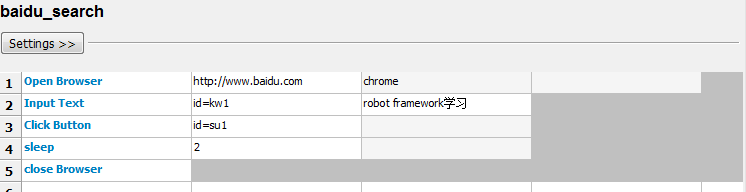 baidu_search
Settings >>
1 Open Browser http://www.baidu.com chrome
2 Input Text id=kw1 robot framework学习
3 Click Button id=su1
4 sleep 2
5 close Browser